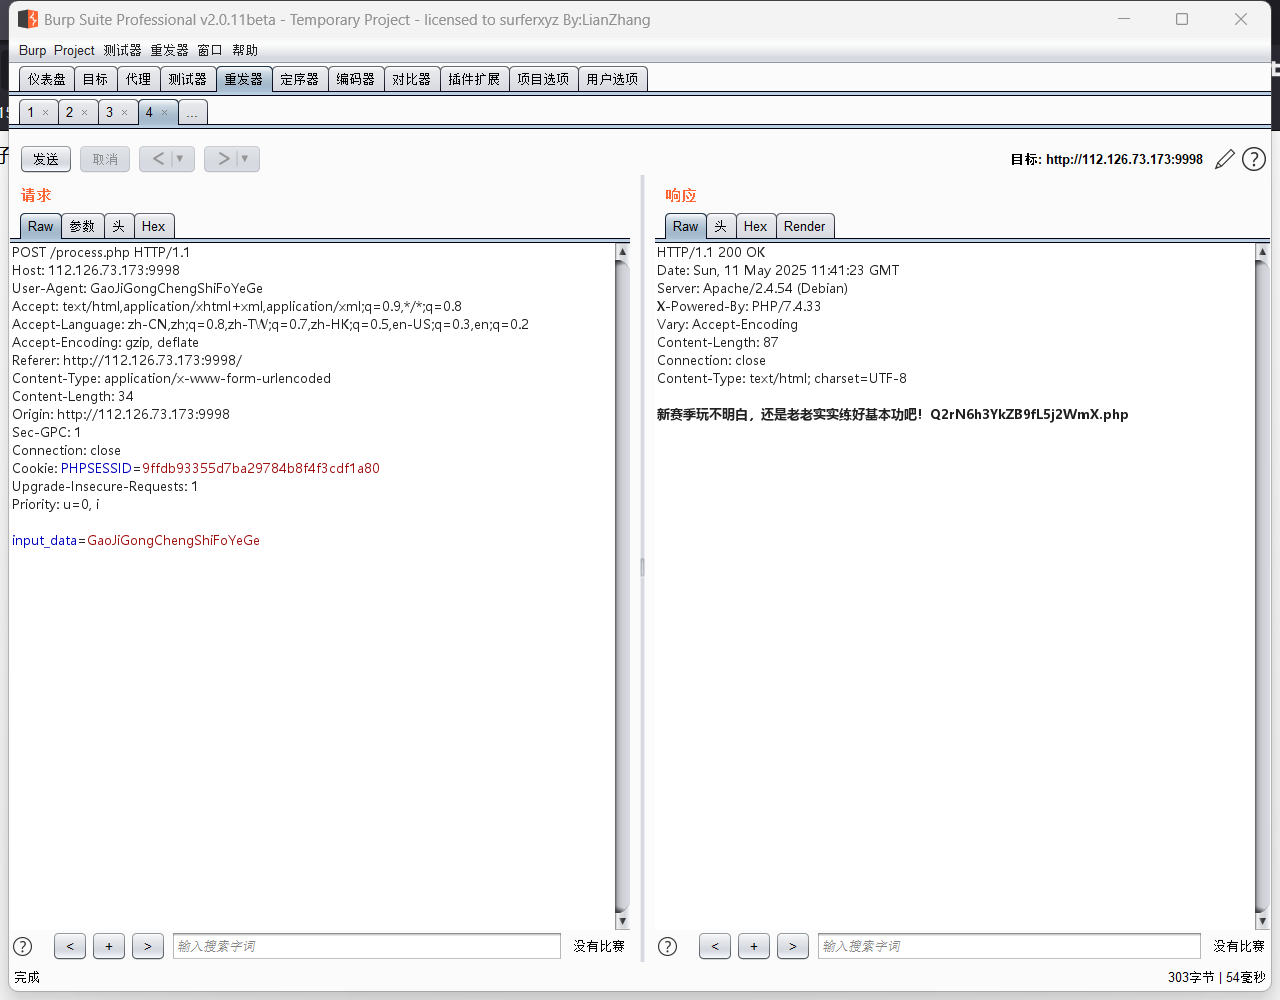 Burp Suite Professional v2.0.11beta - Temporary Project - licensed to surferxyz By:LianZhang
Burp Project 测试器 重发器 窗口 帮助
仪表盘 目标 代理 测试器 重发器 定序器 编码器 对比器 插件扩展 项目选项 用户选项
1 × 2 × 3 × 4 × ...
发送 取消 < ▼ > ▼ 目标: http://112.126.73.173:9998 ?
请求
Raw 参数 头 Hex
POST /process.php HTTP/1.1
Host: 112.126.73.173:9998
User-Agent: GaoJiGongChengShiFoYeGe
Accept: text/html,application/xhtml+xml,application/xml;q=0.9,*/*;q=0.8
Accept-Language: zh-CN,zh;q=0.8,zh-TW;q=0.7,zh-HK;q=0.5,en-US;q=0.3,en;q=0.2
Accept-Encoding: gzip, deflate
Referer: http://112.126.73.173:9998/
Content-Type: application/x-www-form-urlencoded
Content-Length: 34
Origin: http://112.126.73.173:9998
Sec-GPC: 1
Connection: close
Cookie: PHPSESSID=9ffdb93355d7ba29784b8f4f3cdf1a80
Upgrade-Insecure-Requests: 1
Priority: u=0, i
input_data=GaoJiGongChengShiFoYeGe
? < + > 输入搜索字词 没有比赛
响应
Raw 头 Hex Render
HTTP/1.1 200 OK
Date: Sun, 11 May 2025 11:41:23 GMT
Server: Apache/2.4.54 (Debian)
X-Powered-By: PHP/7.4.33
Vary: Accept-Encoding
Content-Length: 87
Connection: close
Content-Type: text/html; charset=UTF-8
新赛季玩不明白，还是老老实实练好基本功吧！Q2rN6h3YkZB9fL5j2WmX.php
? < + > 输入搜索字词 没有比赛
完成 303字节 | 54毫秒